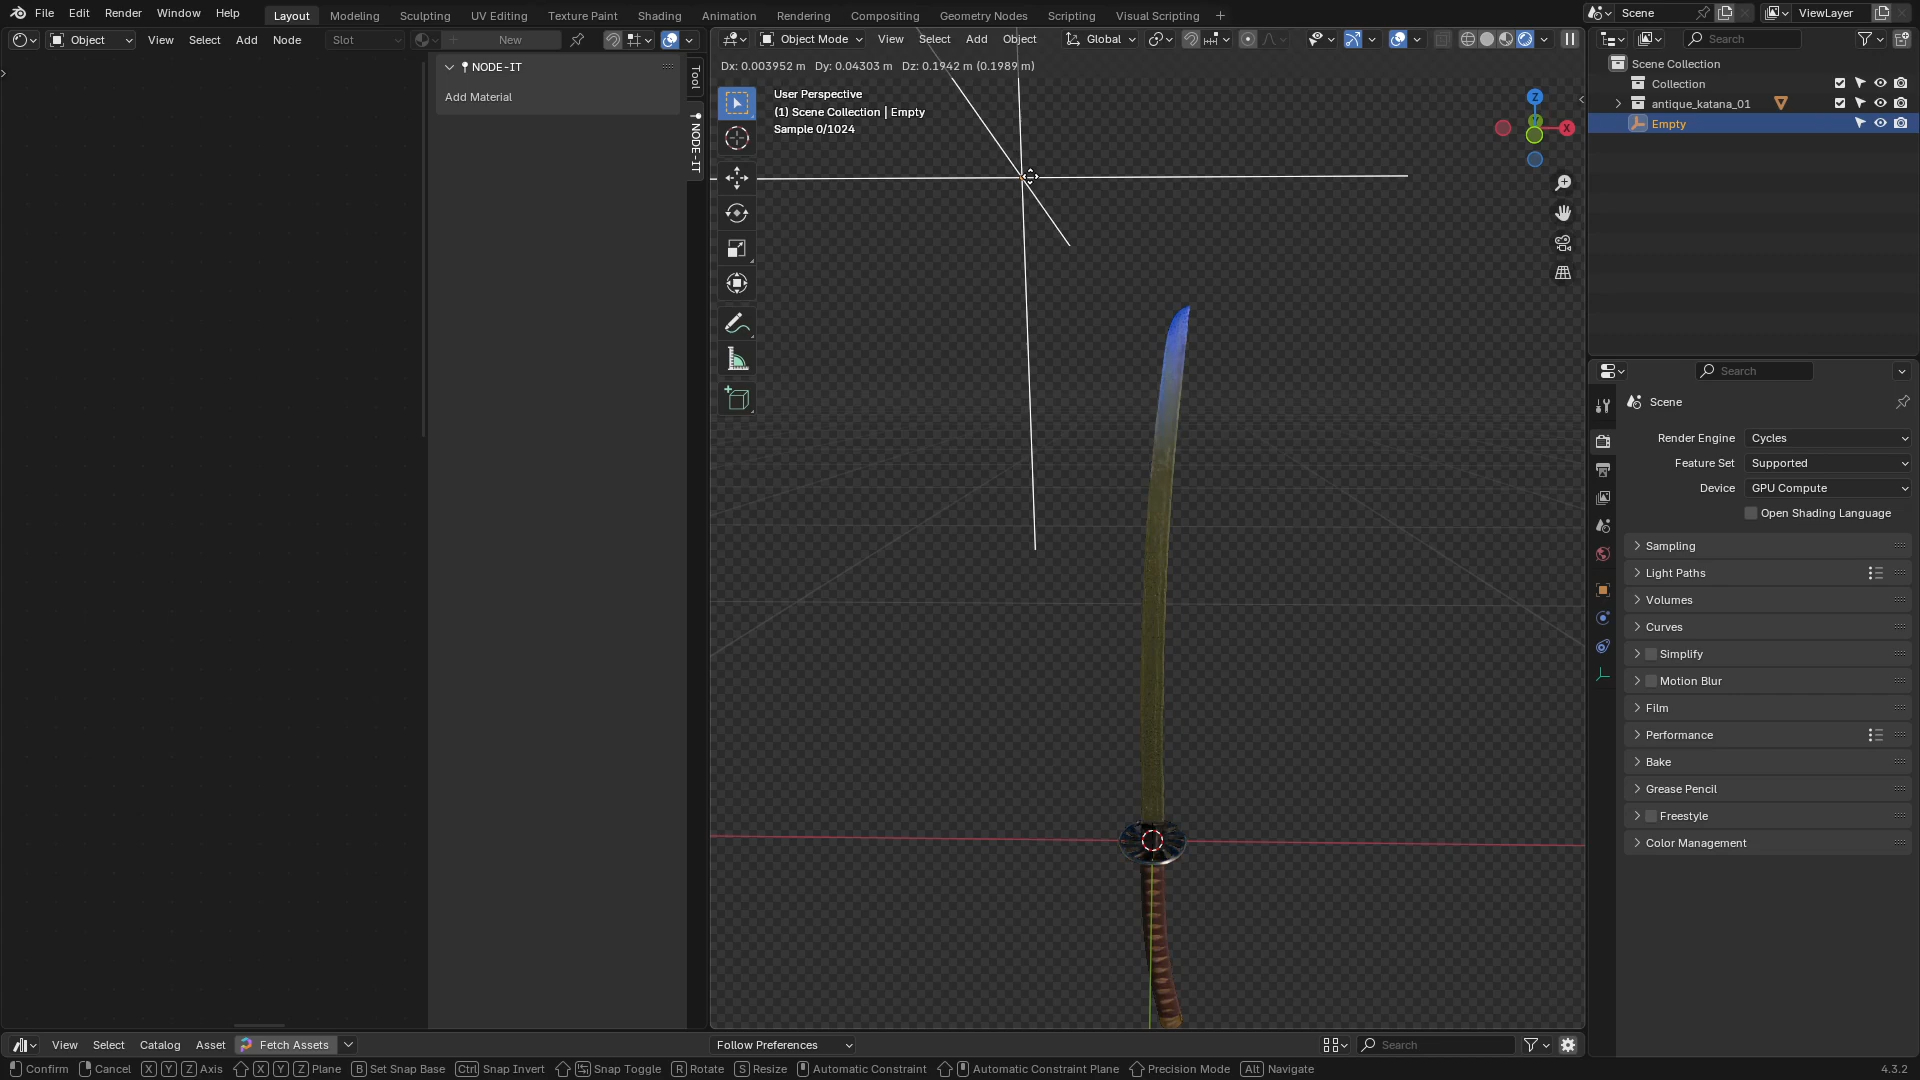 File Edit Render Window Help Layout Modeling Sculpting UV Editing Texture Paint Shading Animation Rendering Compositing Geometry Nodes Scripting Visual Scripting + Scene ViewLayer
Object View Select Add Object Node Slot New
NODE-IT
Add Material
Tool
NODE-IT
Object Mode View Select Add Object Global
Dx: 0.003952 m Dy: 0.04303 m Dz: 0.1942 m (0.1989 m)
User Perspective
(1) Scene Collection | Empty
Sample 0/1024
Z
Y
X
Search
Scene Collection
Collection
antique_katana_01
Empty
Search
Scene
Render Engine Cycles
Feature Set Supported
Device GPU Compute
Open Shading Language
Sampling
Light Paths
Volumes
Curves
Simplify
Motion Blur
Film
Performance
Bake
Grease Pencil
Freestyle
Color Management
View Select Catalog Asset Fetch Assets Follow Preferences Search
Confirm Cancel X Y Z Axis X Y Z Plane B Set Snap Base Ctrl Snap Invert Snap Toggle R Rotate S Resize Automatic Constraint Automatic Constraint Plane Precision Mode Alt Navigate 4.3.2